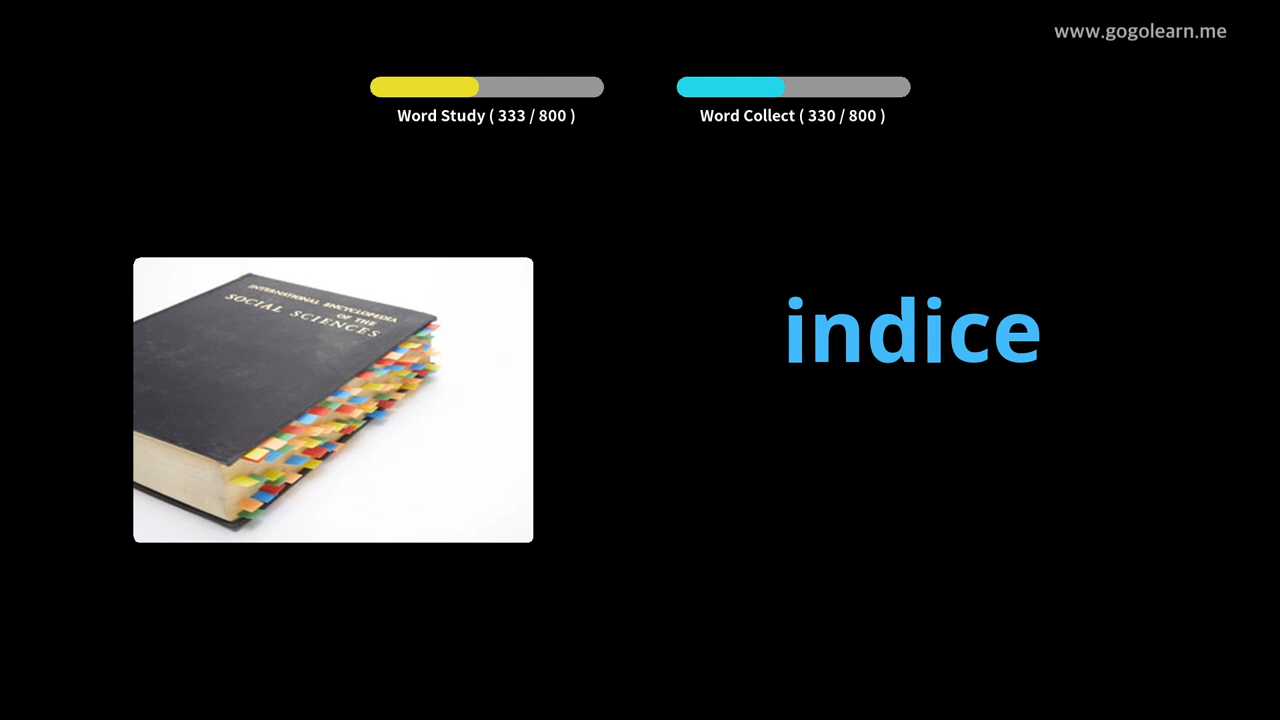 www.gogolearn.me
Word Study ( 333 / 800 )
Word Collect ( 330 / 800 )
INTERNATIONAL ENCYCLOPEDIA
OF THE
SOCIAL SCIENCES
indice